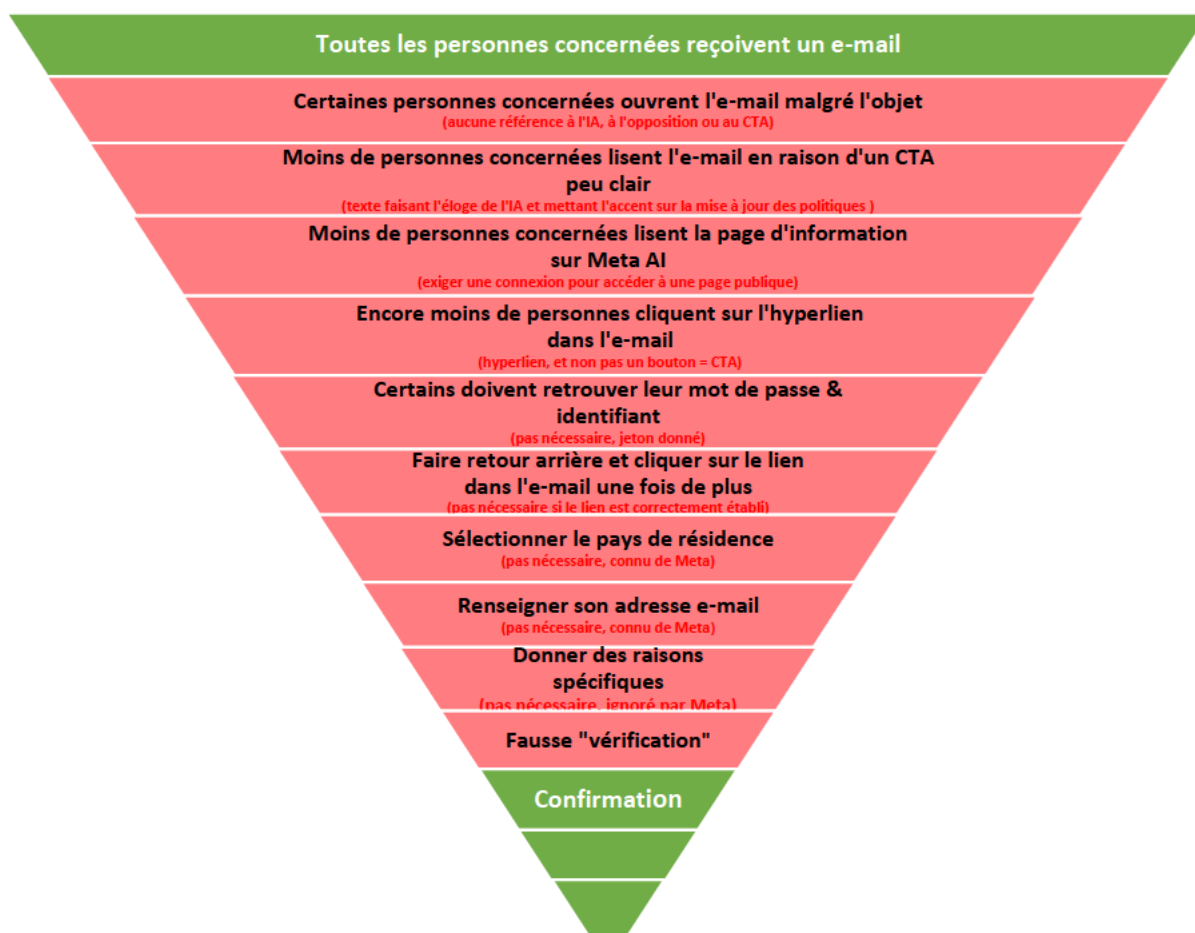 Toutes les personnes concernées reçoivent un e-mail
Certaines personnes concernées ouvrent l'e-mail malgré l'objet
(aucune référence à l'IA, à l'opposition ou au CTA)
Moins de personnes concernées lisent l'e-mail en raison d'un CTA
peu clair
(texte faisant l'éloge de l'IA et mettant l'accent sur la mise à jour des politiques )
Moins de personnes concernées lisent la page d'information
sur Meta AI
(exiger une connexion pour accéder à une page publique)
Encore moins de personnes cliquent sur l'hyperlien
dans l'e-mail
(hyperlien, et non pas un bouton = CTA)
Certains doivent retrouver leur mot de passe &
identifiant
(pas nécessaire, jeton donné)
Faire retour arrière et cliquer sur le lien
dans l'e-mail une fois de plus
(pas nécessaire si le lien est correctement établi)
Sélectionner le pays de résidence
(pas nécessaire, connu de Meta)
Renseigner son adresse e-mail
(pas nécessaire, connu de Meta)
Donner des raisons
spécifiques
(pas nécessaire, ignoré par Meta)
Fausse "vérification"
Confirmation